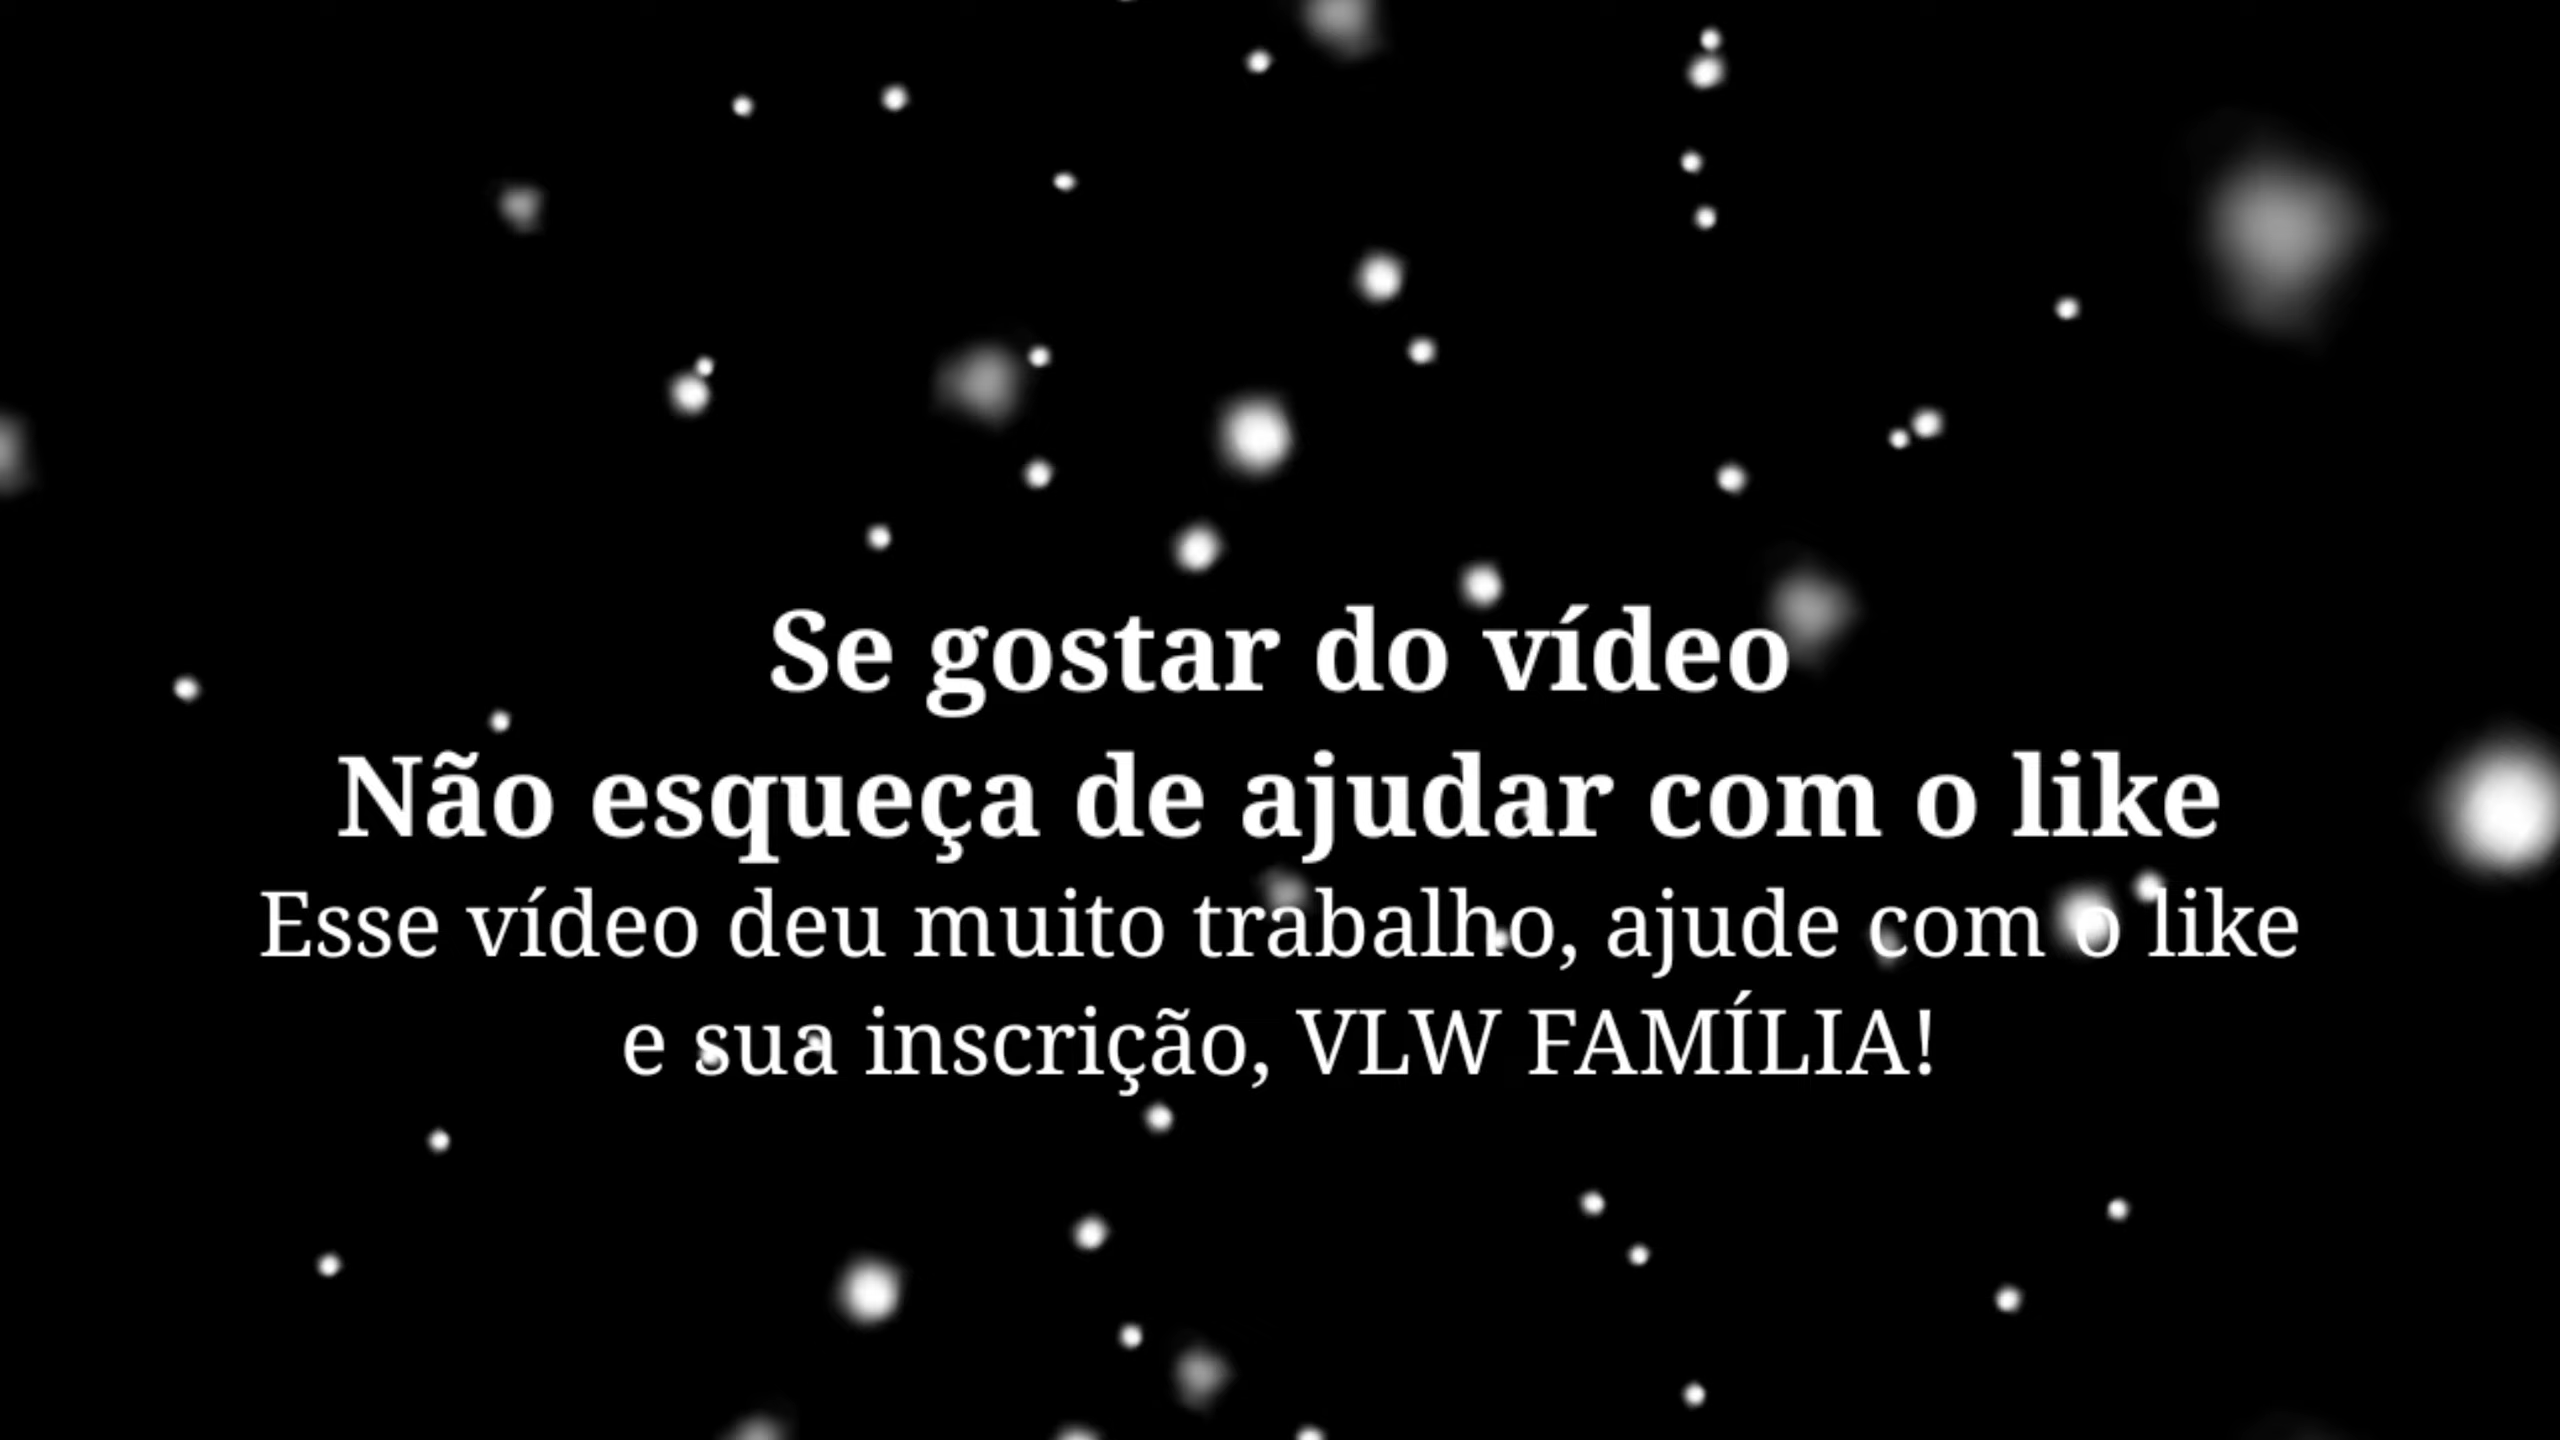 Se gostar do vídeo
Não esqueça de ajudar com o like
Esse vídeo deu muito trabalho, ajude com o like
e sua inscrição, VLW FAMÍLIA!